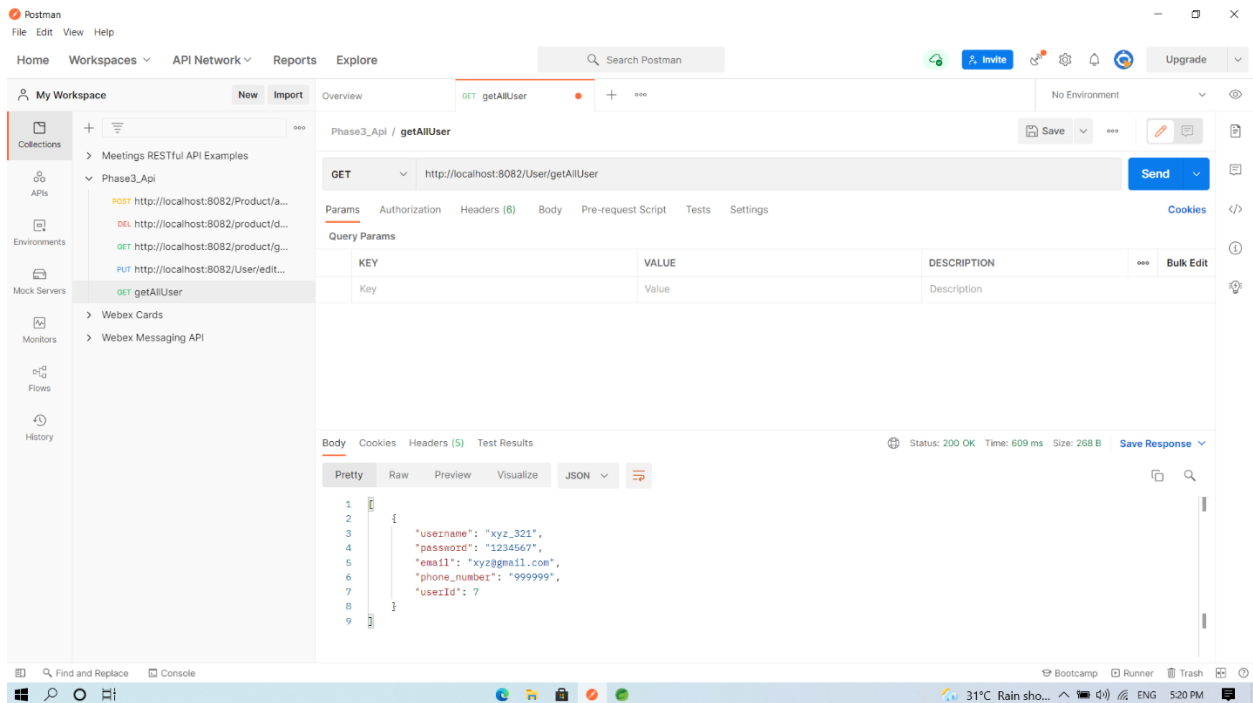 Postman
File Edit View Help
Home Workspaces API Network Reports Explore Search Postman Invite Upgrade
My Workspace New Import Overview GET getAllUser No Environment
Collections
APIs
Environments
Mock Servers
Monitors
Flows
History
Meetings RESTful API Examples
Phase3_Api
POST http://localhost:8082/Product/a...
DEL http://localhost:8082/product/d...
GET http://localhost:8082/product/g...
PUT http://localhost:8082/User/edit...
GET getAllUser
Webex Cards
Webex Messaging API
Phase3_Api / getAllUser Save
GET http://localhost:8082/User/getAllUser Send
Params Authorization Headers (6) Body Pre-request Script Tests Settings Cookies
Query Params
KEY VALUE DESCRIPTION Bulk Edit
Key Value Description
Body Cookies Headers (5) Test Results Status: 200 OK Time: 609 ms Size: 268 B Save Response
Pretty Raw Preview Visualize JSON
1 [
2 {
3 "username": "xyz_321",
4 "password": "1234567",
5 "email": "xyz@gmail.com",
6 "phone_number": "999999",
7 "userId": 7
8 }
9 ]
Find and Replace Console Bootcamp Runner Trash
31°C Rain sho... ENG 5:20 PM